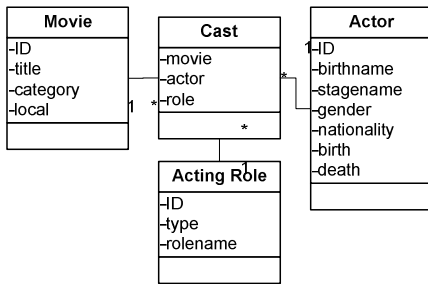 Movie
-ID
-title
-category
-local
1
*
Cast
-movie
-actor
-role
*
*
1
Acting Role
-ID
-type
-rolename
Actor
1
-ID
-birthname
-stagename
-gender
-nationality
-birth
-death